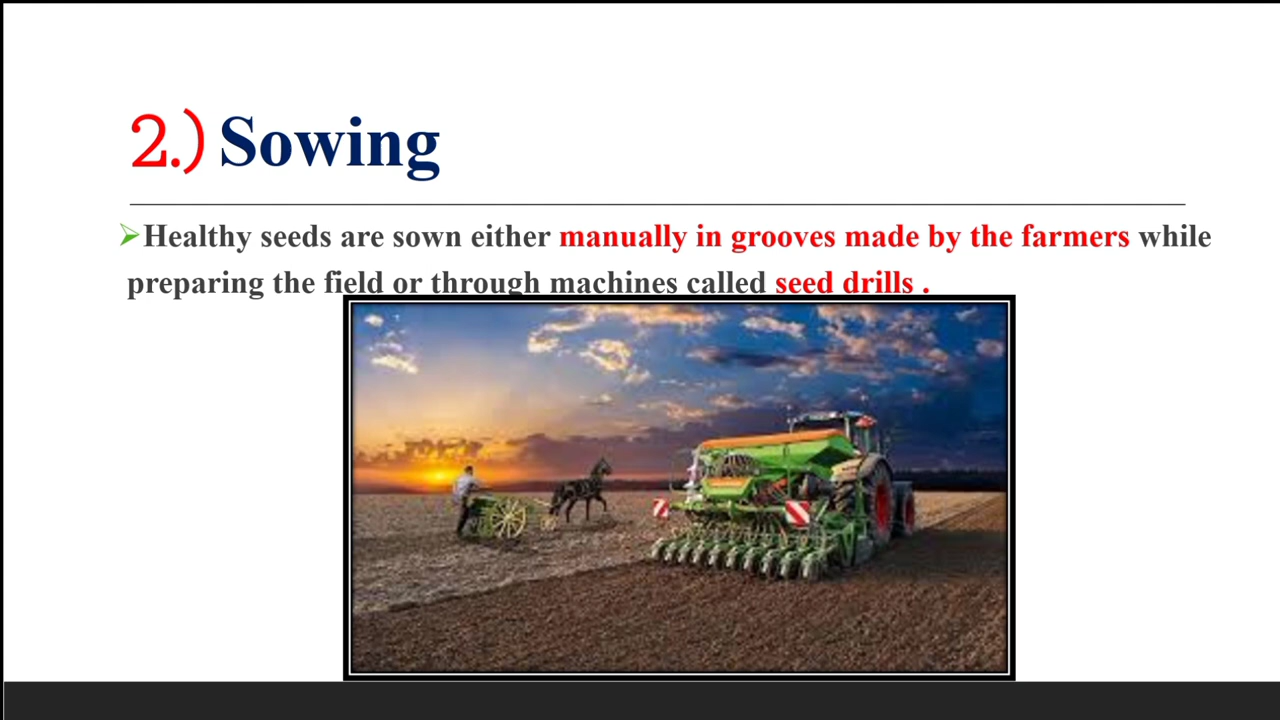 2.) Sowing
Healthy seeds are sown either manually in grooves made by the farmers while
preparing the field or through machines called seed drills .